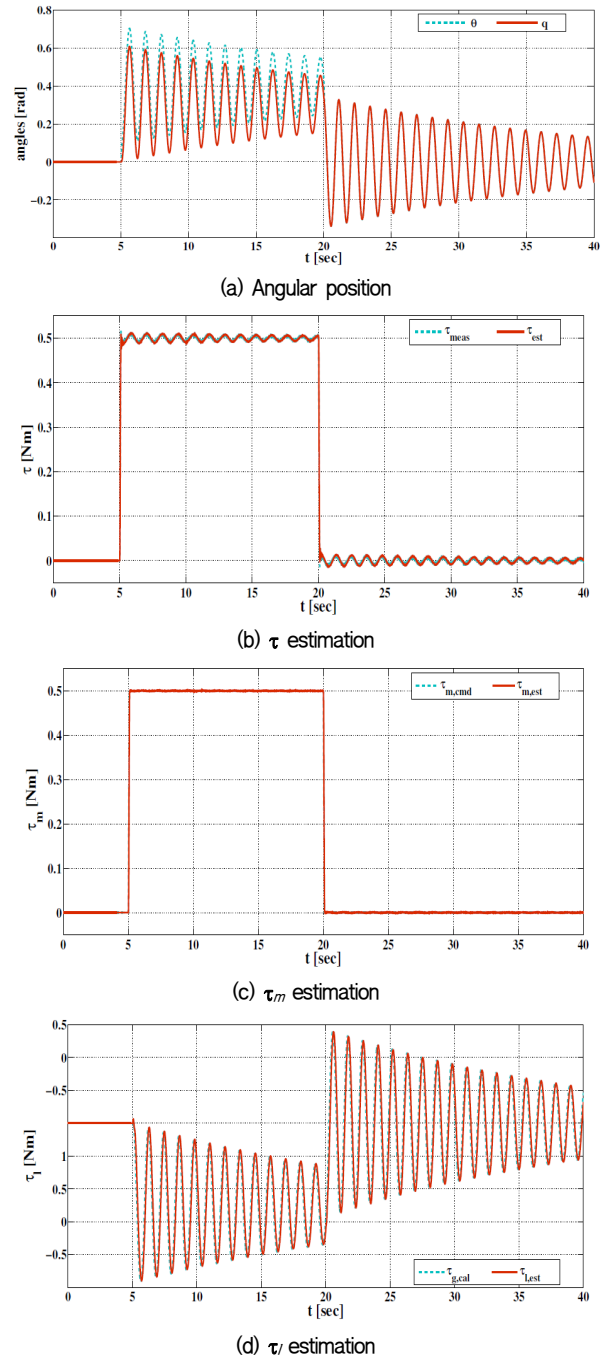 θ q
0.8
0.6
0.4
0.2
0
−0.2
angles [rad]
0 5 10 15 20 25 30 35 40
t [sec]
(a) Angular position
τmeas τest
0.5
0.4
0.3
0.2
0.1
0
τ [Nm]
0 5 10 15 20 25 30 35 40
t [sec]
(b) τ estimation
τm,cmd τm,est
0.5
0.4
0.3
0.2
0.1
0
τm [Nm]
0 5 10 15 20 25 30 35 40
t [sec]
(c) τm estimation
0.5
0
−0.5
1
0.5
0
−0.5
τl [Nm]
τg,cal τl,est
0 5 10 15 20 25 30 35 40
t [sec]
(d) τl estimation